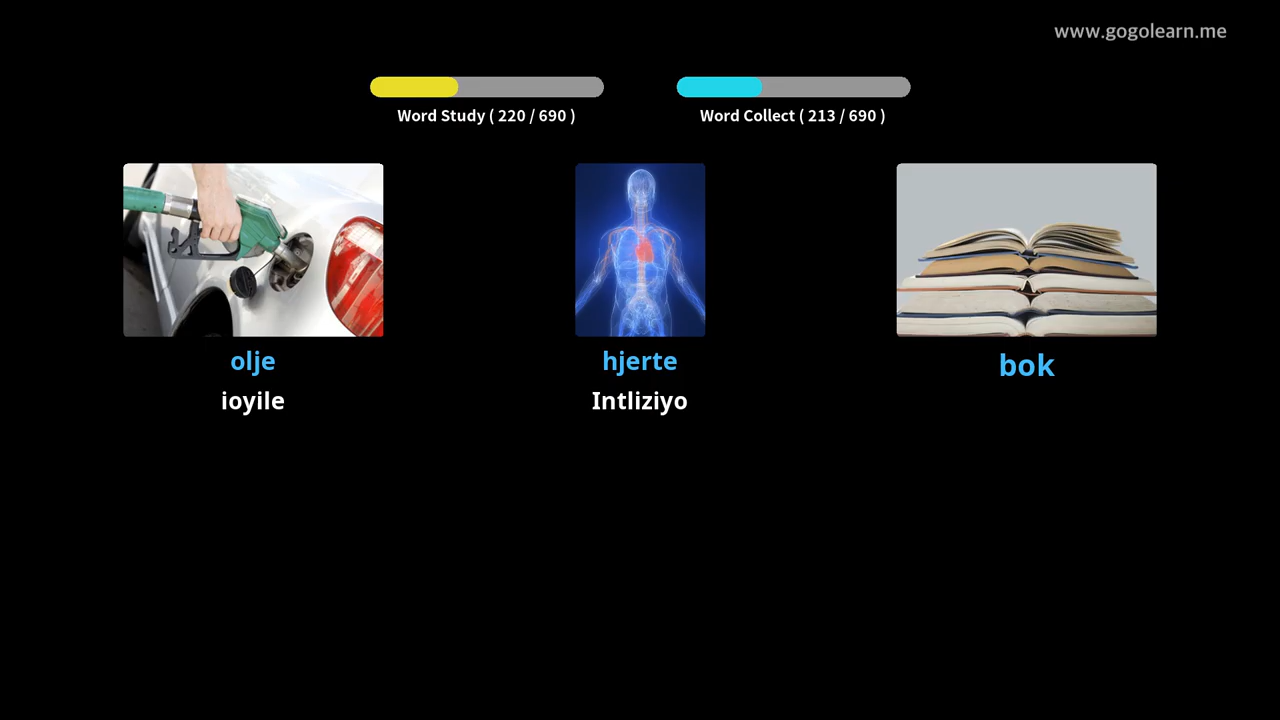 www.gogolearn.me
Word Study ( 220 / 690 )
Word Collect ( 213 / 690 )
olje
hjerte
bok
ioyile
Intliziyo